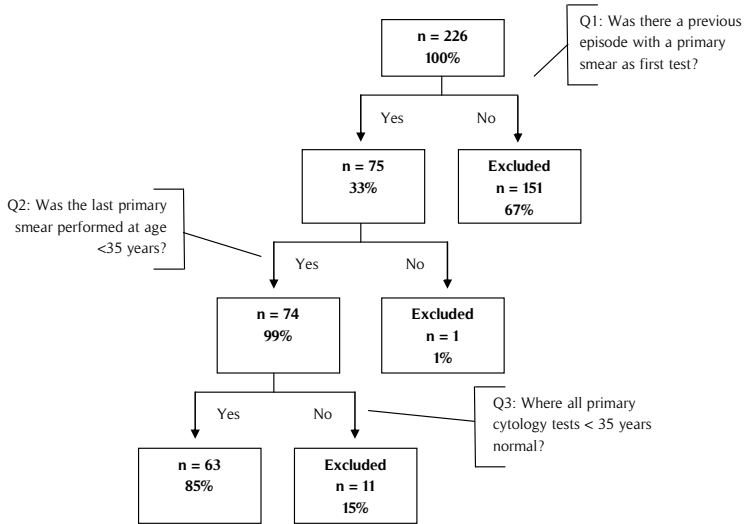 n = 226
100%
Q1: Was there a previous
episode with a primary
smear as first test?
Yes
No
n = 75
33%
Excluded
n = 151
67%
Q2: Was the last primary
smear performed at age
<35 years?
Yes
No
n = 74
99%
Excluded
n = 1
1%
Yes
No
Q3: Where all primary
cytology tests < 35 years
normal?
n = 63
85%
Excluded
n = 11
15%